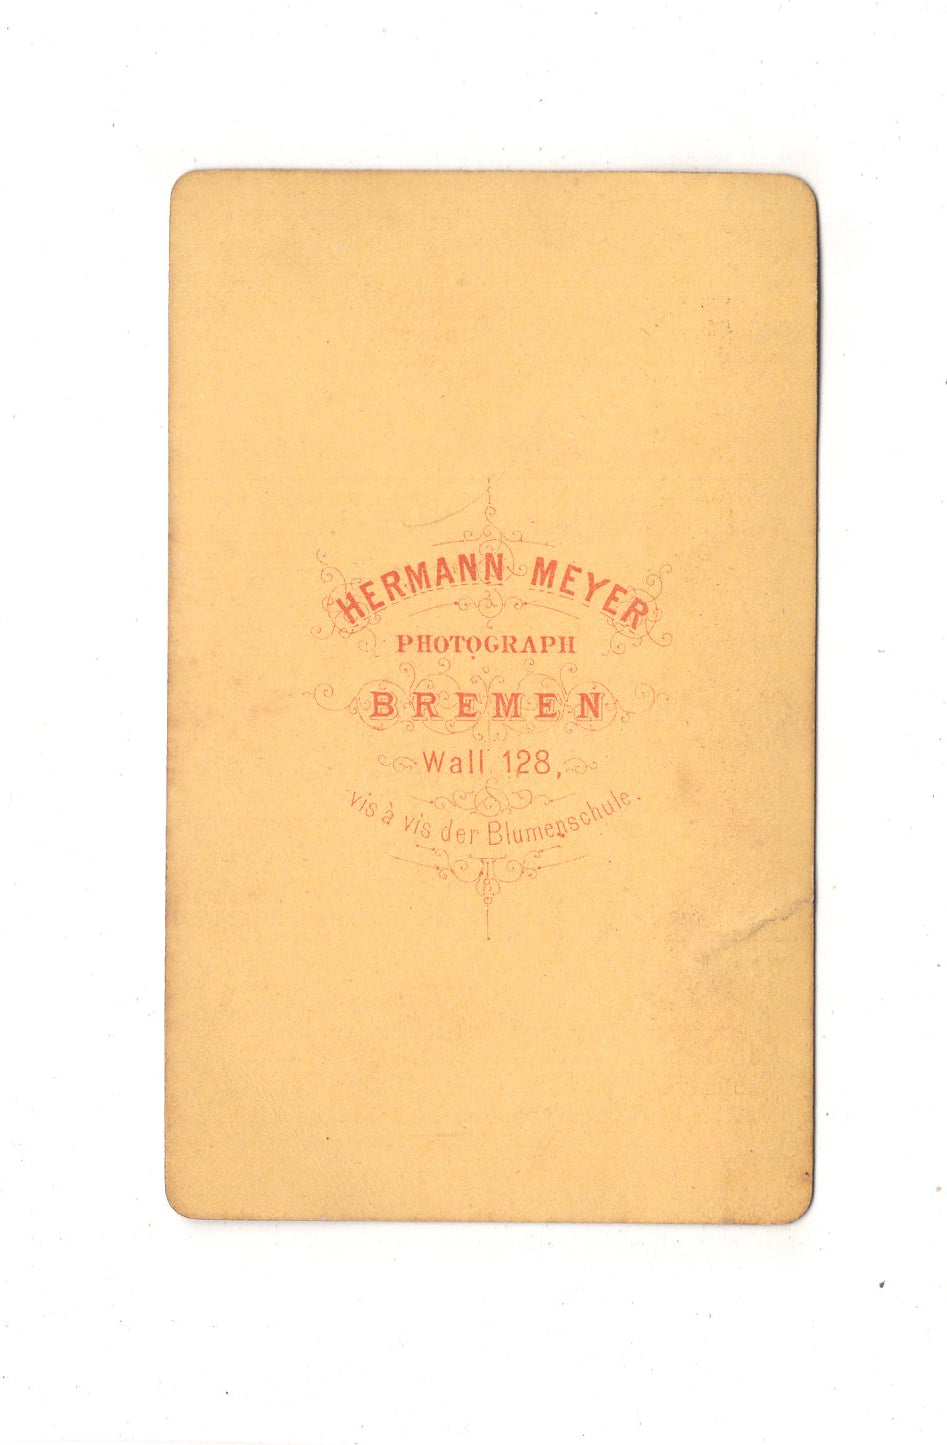 HERMANN MEYER
PHOTOGRAPH
BREMEN
Wall 128,
vis à vis der Blumenschule.